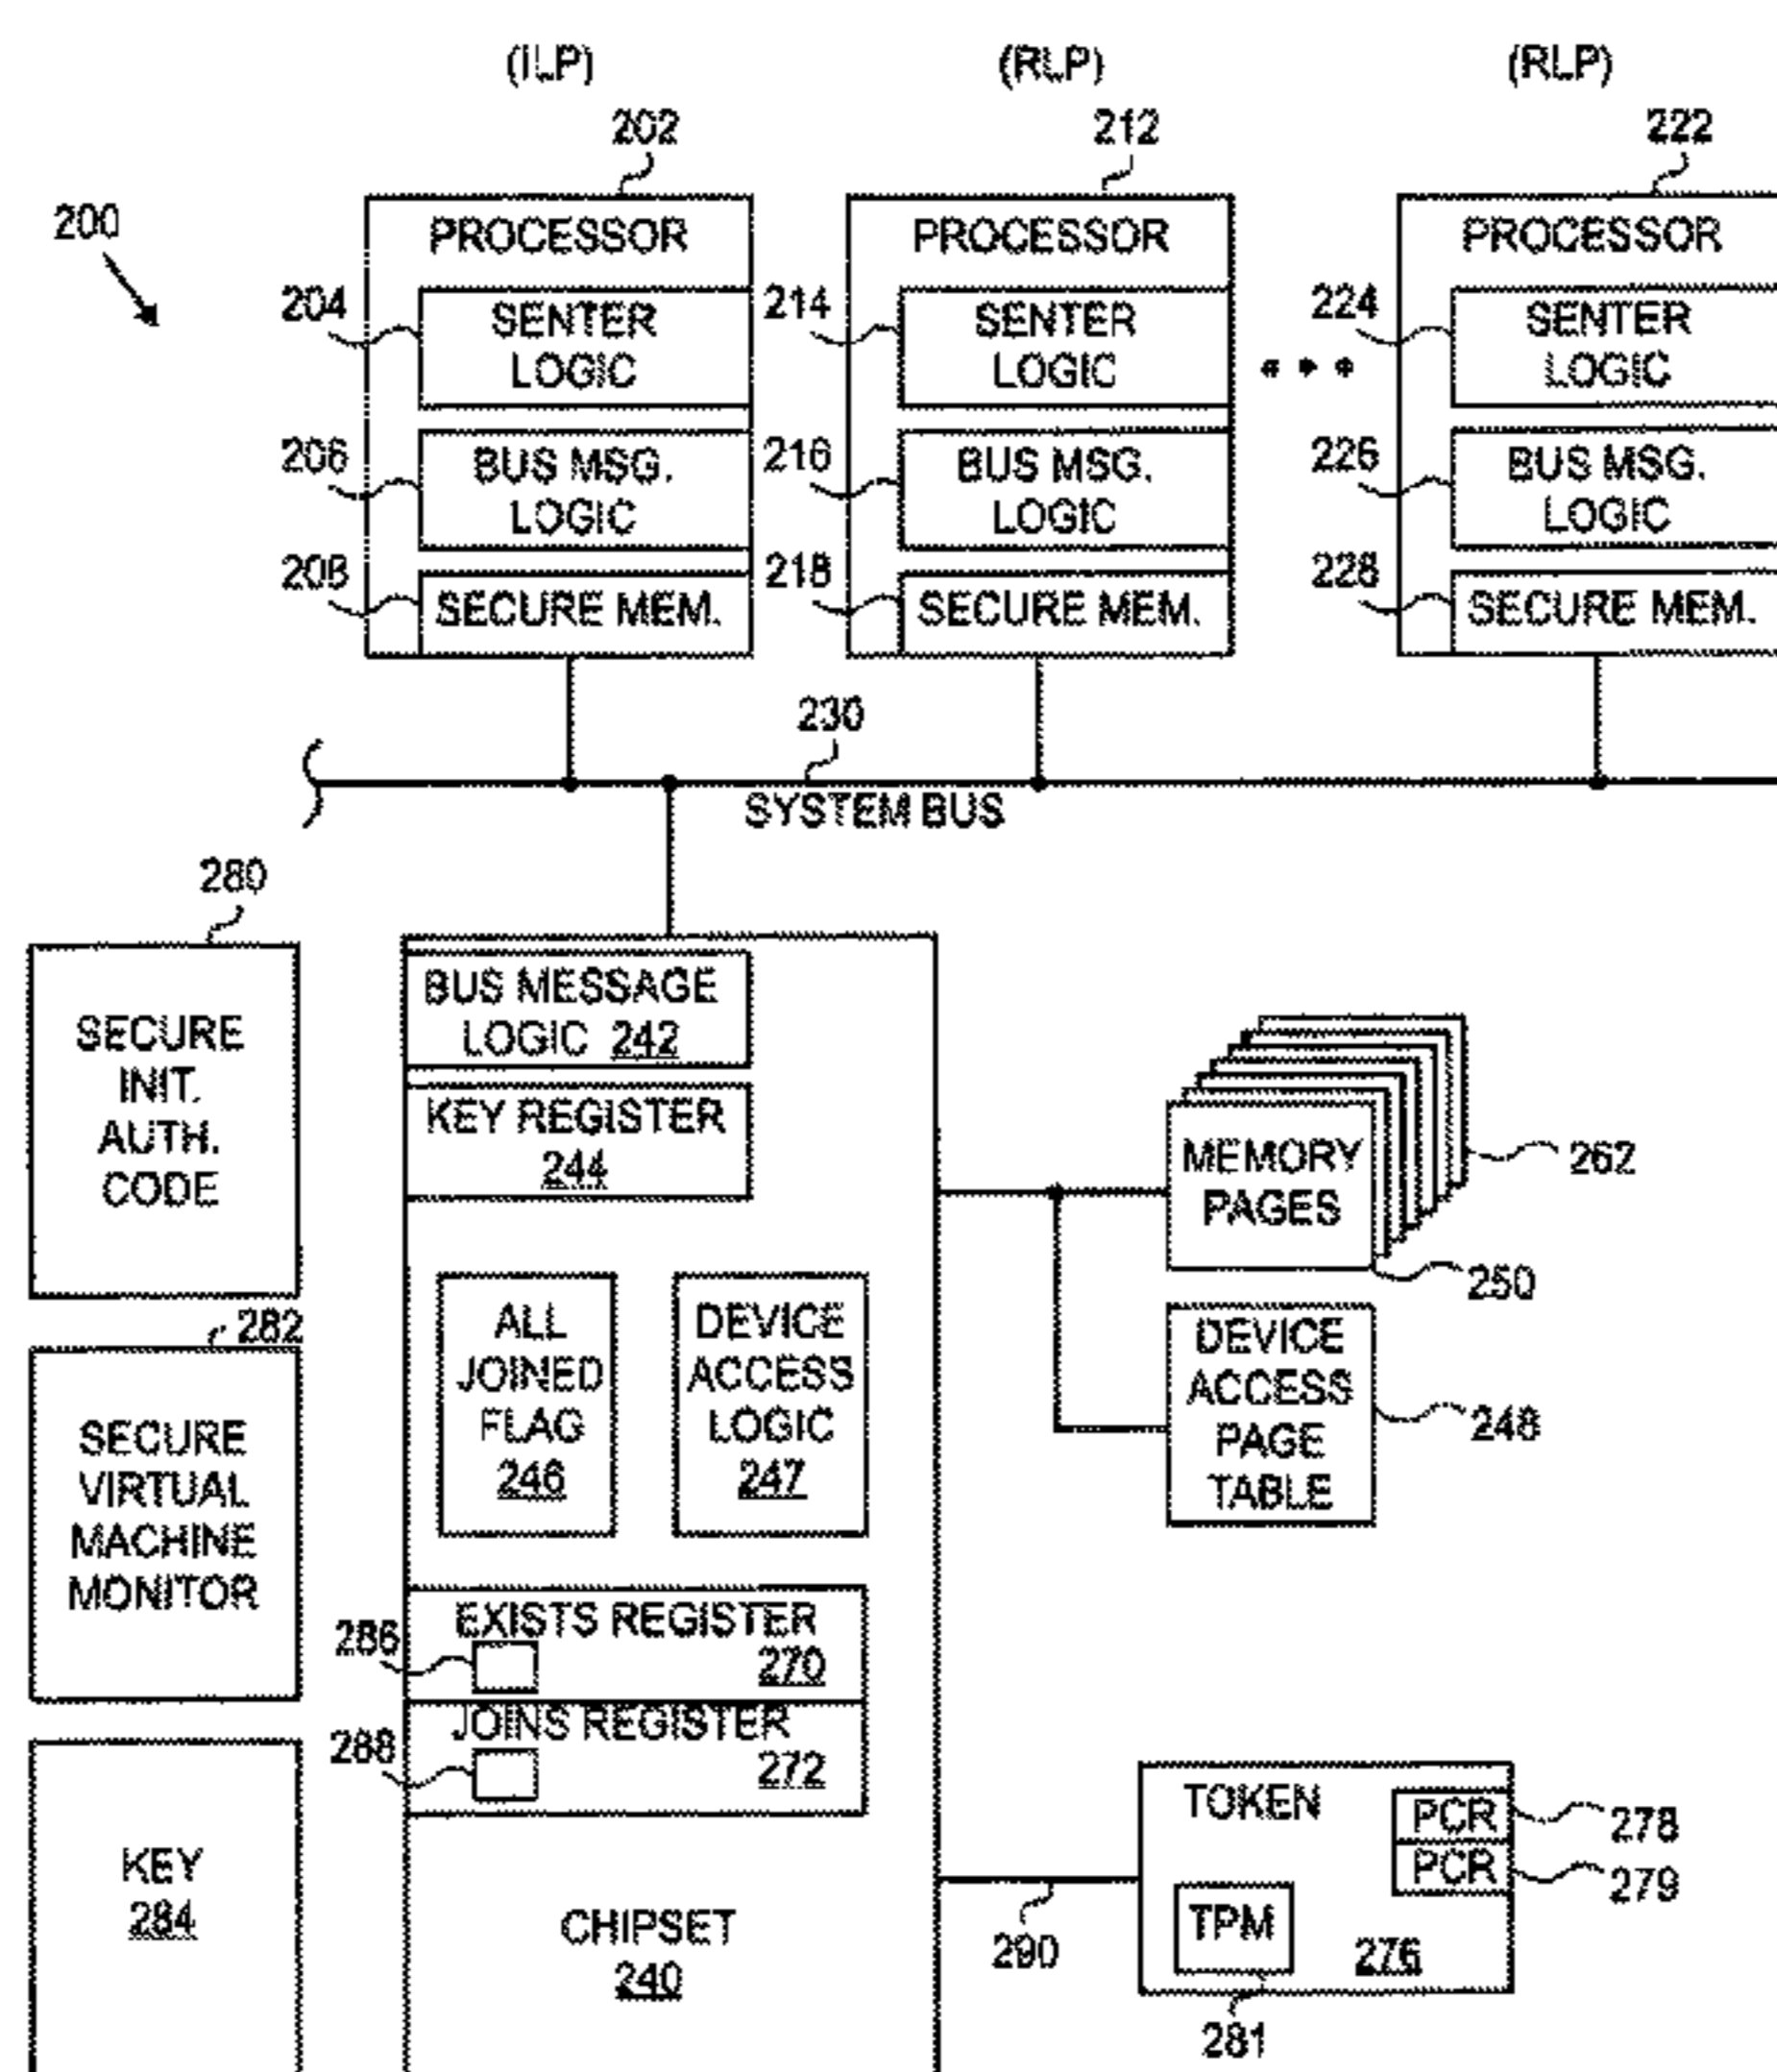 (ILP)
(RLP)
(RLP)
202
212
222
200
PROCESSOR
PROCESSOR
PROCESSOR
204
SENTER
LOGIC
214
SENTER
LOGIC
224
SENTER
LOGIC
206
BUS MSG.
LOGIC
216
BUS MSG.
LOGIC
226
BUS MSG.
LOGIC
208
SECURE MEM.
218
SECURE MEM.
228
SECURE MEM.
230
SYSTEM BUS
280
SECURE
INIT.
AUTH.
CODE
282
SECURE
VIRTUAL
MACHINE
MONITOR
KEY
284
BUS MESSAGE
LOGIC 242
KEY REGISTER
244
ALL
JOINED
FLAG
246
DEVICE
ACCESS
LOGIC
247
286
EXISTS REGISTER
270
288
JOINS REGISTER
272
CHIPSET
240
MEMORY
PAGES
262
250
DEVICE
ACCESS
PAGE
TABLE
248
290
TOKEN
PCR
278
PCR
279
TPM
276
281